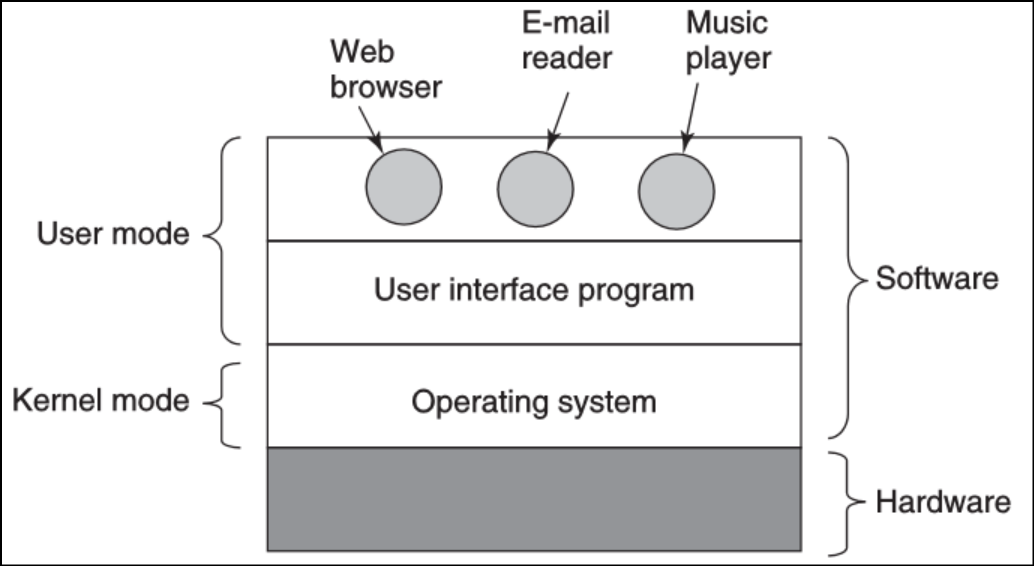 Web
browser
E-mail
reader
Music
player
User mode
User interface program
Software
Kernel mode
Operating system
Hardware